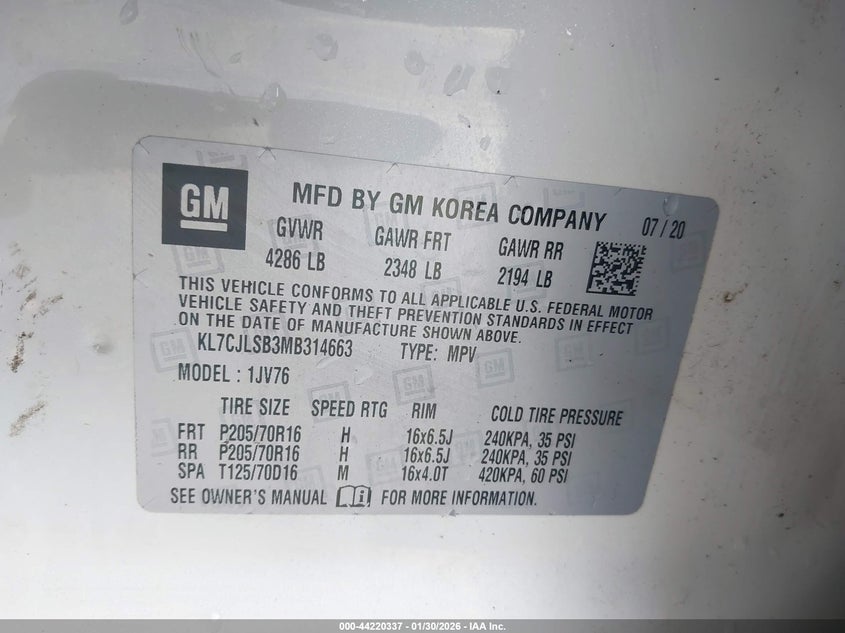 GM
MFD BY GM KOREA COMPANY 07/20
GVWR GAWR FRT GAWR RR
4286 LB 2348 LB 2194 LB
THIS VEHICLE CONFORMS TO ALL APPLICABLE U.S. FEDERAL MOTOR
VEHICLE SAFETY AND THEFT PREVENTION STANDARDS IN EFFECT
ON THE DATE OF MANUFACTURE SHOWN ABOVE.
KL7CJLSB3MB314663 TYPE: MPV
MODEL : 1JV76
TIRE SIZE SPEED RTG RIM COLD TIRE PRESSURE
FRT P205/70R16 H 16x6.5J 240KPA, 35 PSI
RR P205/70R16 H 16x6.5J 240KPA, 35 PSI
SPA T125/70D16 M 16x4.0T 420KPA, 60 PSI
SEE OWNER'S MANUAL FOR MORE INFORMATION.
000-44220337 - 01/30/2026 - IAA Inc.